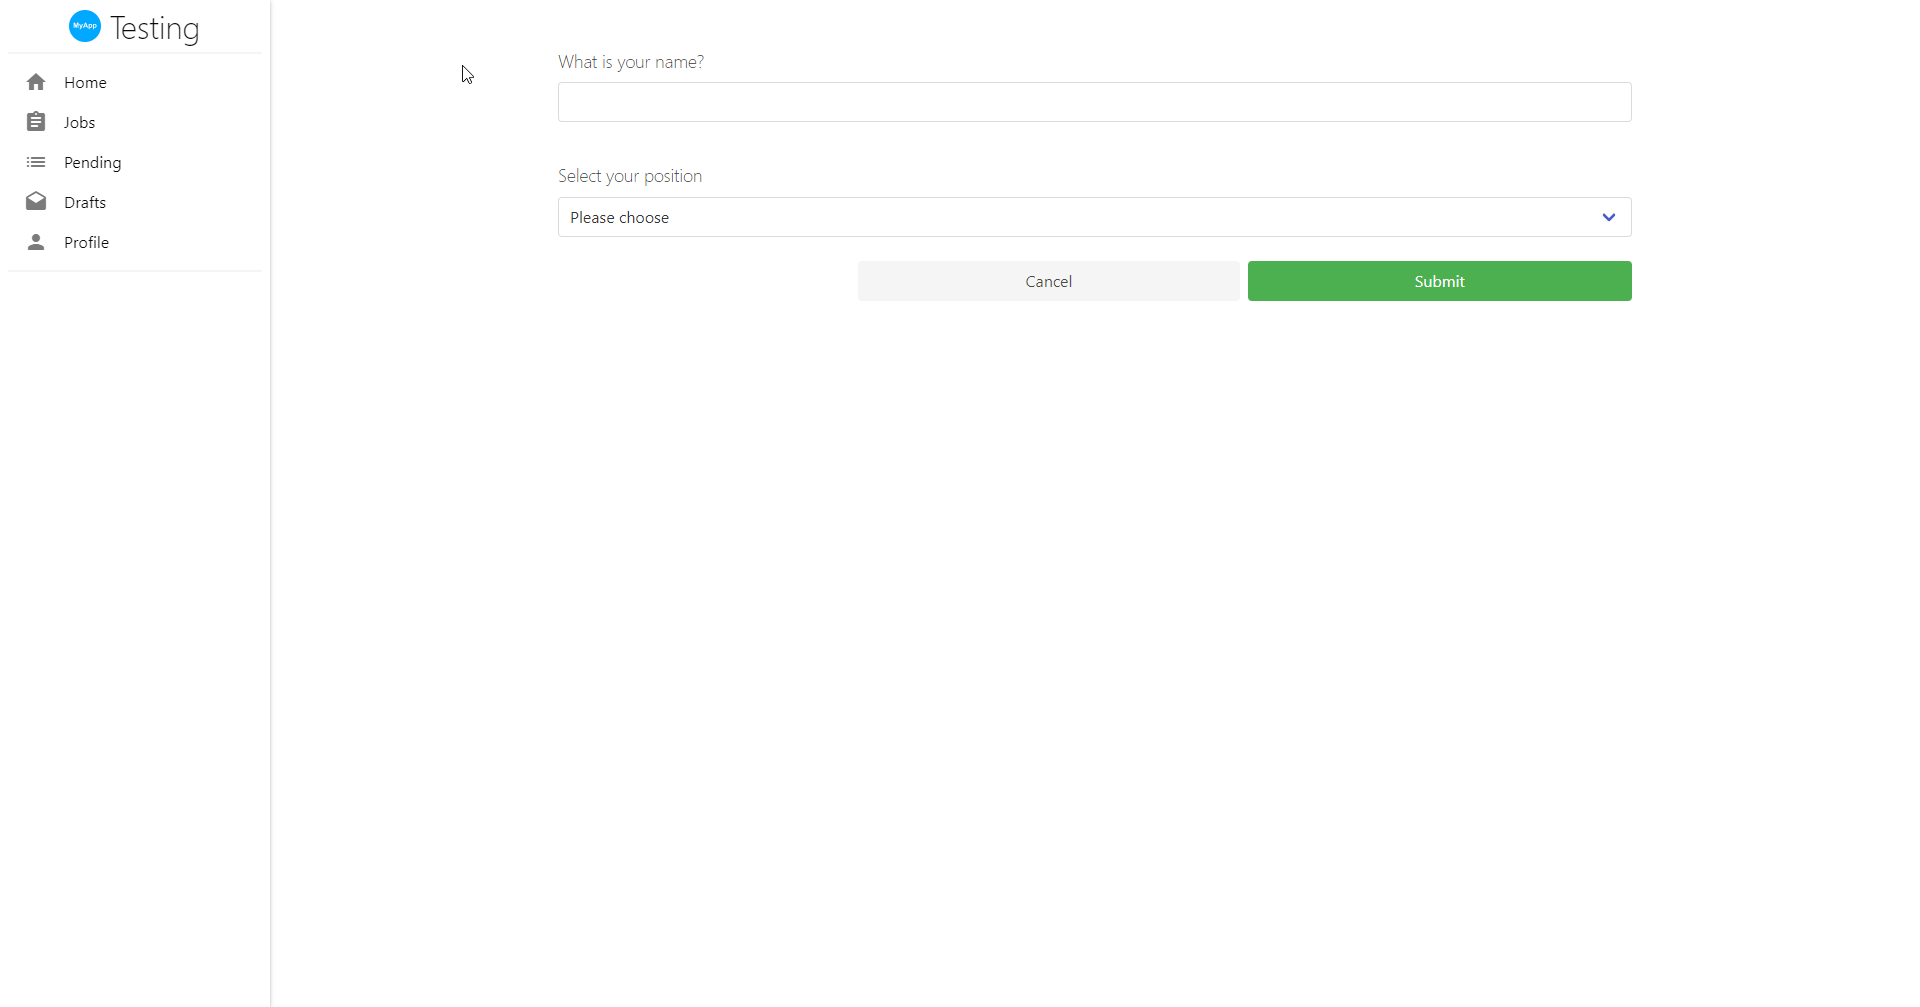 MyApp Testing
Home
Jobs
Pending
Drafts
Profile
What is your name?
Select your position
Please choose
Cancel
Submit